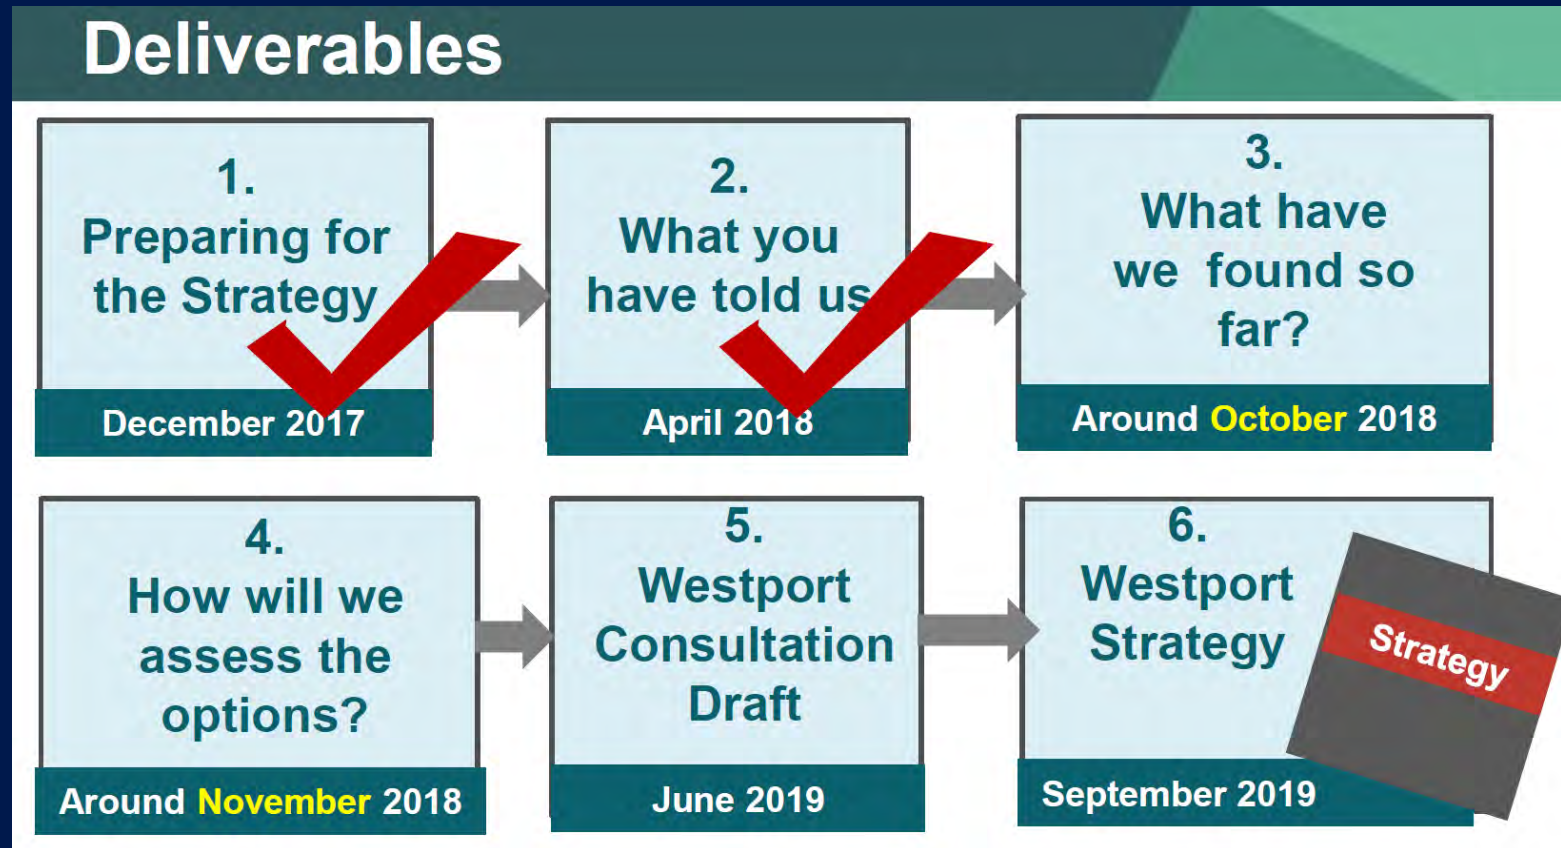 Deliverables
1.
Preparing for
the Strategy
December 2017
2.
What you
have told us
April 2018
3.
What have
we found so
far?
Around October 2018
4.
How will we
assess the
options?
Around November 2018
5.
Westport
Consultation
Draft
June 2019
6.
Westport
Strategy
Strategy
September 2019